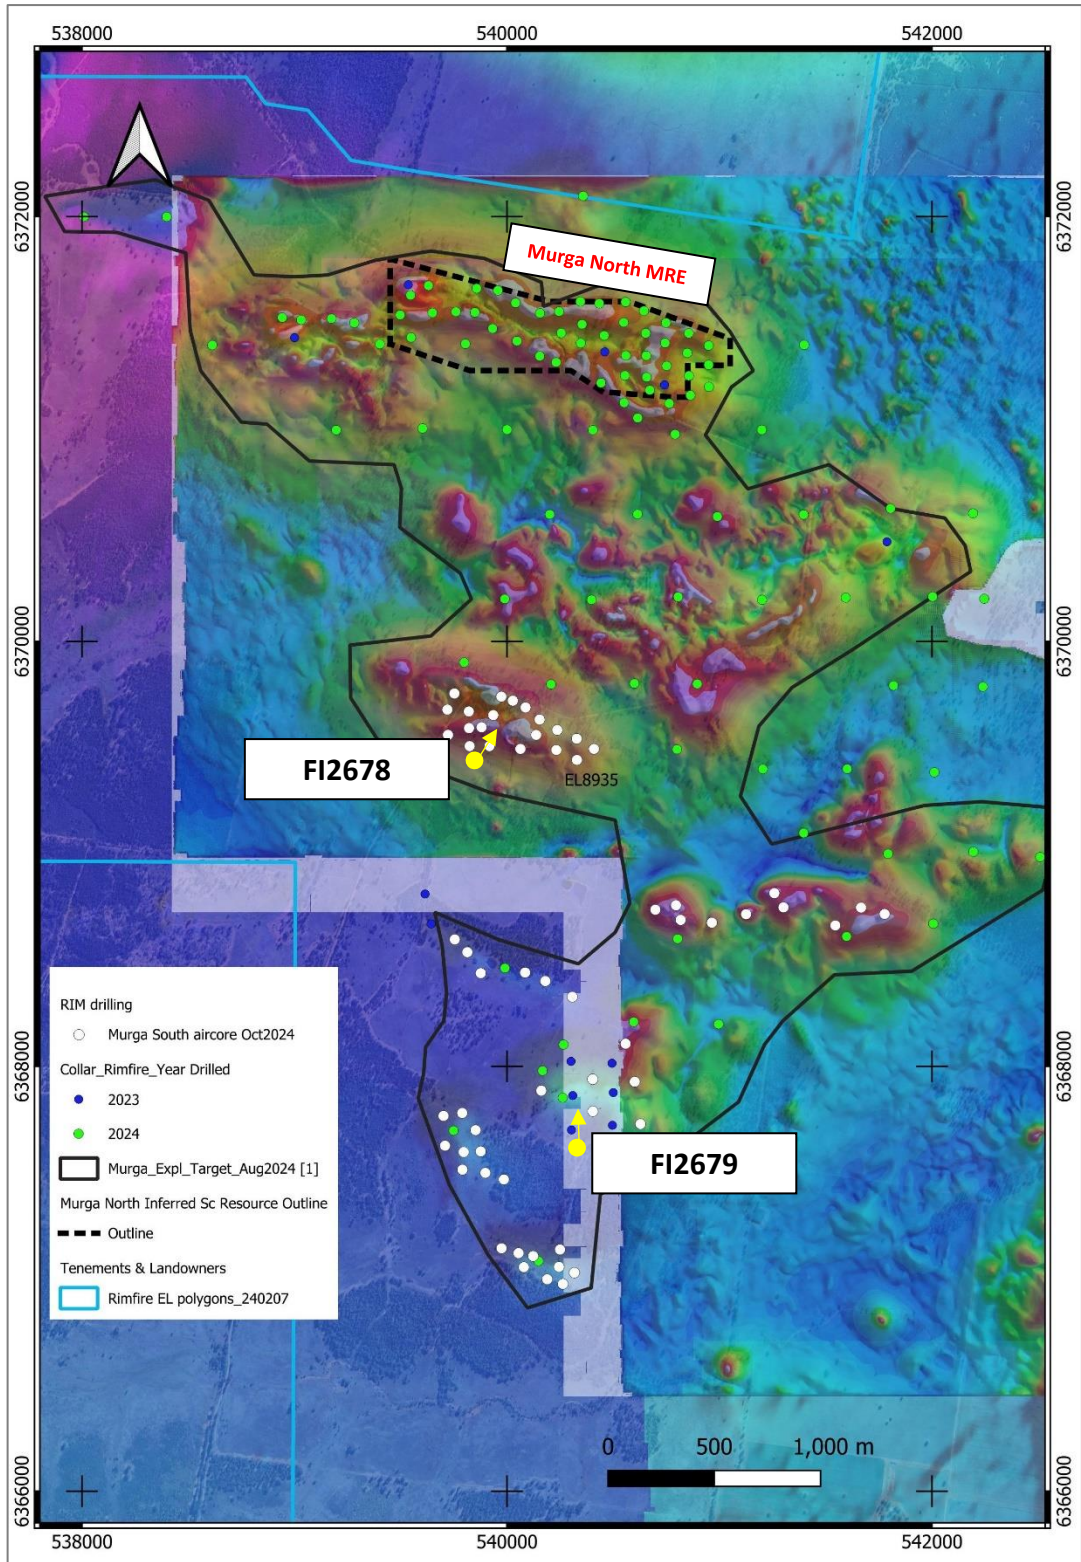 538000
540000
542000
6372000
6372000
Murga North MRE
6370000
6370000
FI2678
EL8935
RIM drilling
Murga South aircore Oct2024
Collar_Rimfire_Year Drilled
2023
2024
Murga_Expl_Target_Aug2024 [1]
Murga North Inferred Sc Resource Outline
Outline
Tenements & Landowners
Rimfire EL polygons_240207
6368000
6368000
FI2679
0
500
1,000 m
6366000
6366000
538000
540000
542000